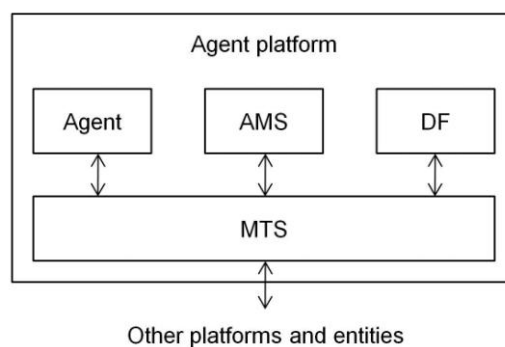 Agent platform
Agent AMS DF
MTS
Other platforms and entities